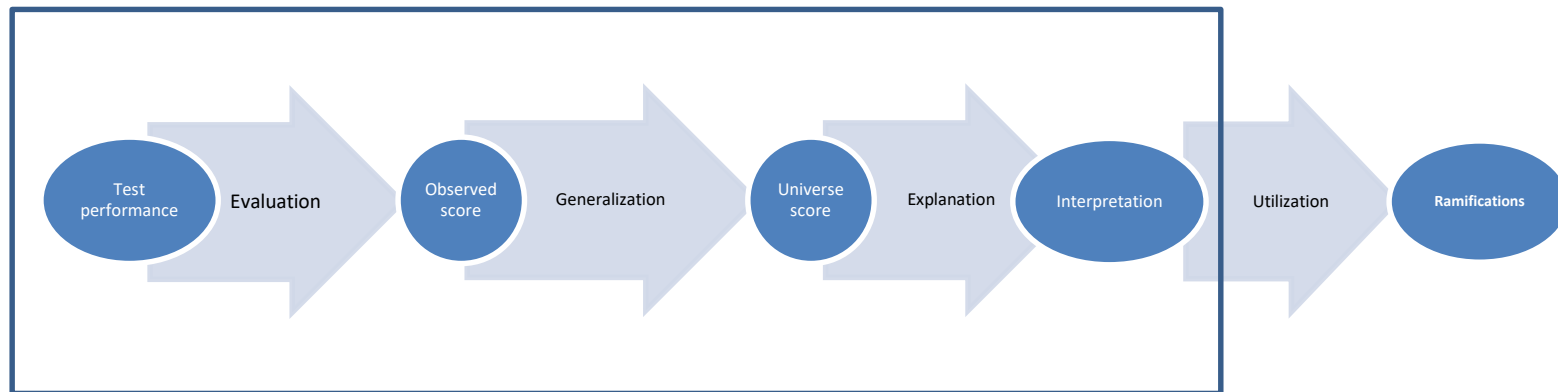 Test
performance
Evaluation
Observed
score
Generalization
Universe
score
Explanation
Interpretation
Utilization
Ramifications